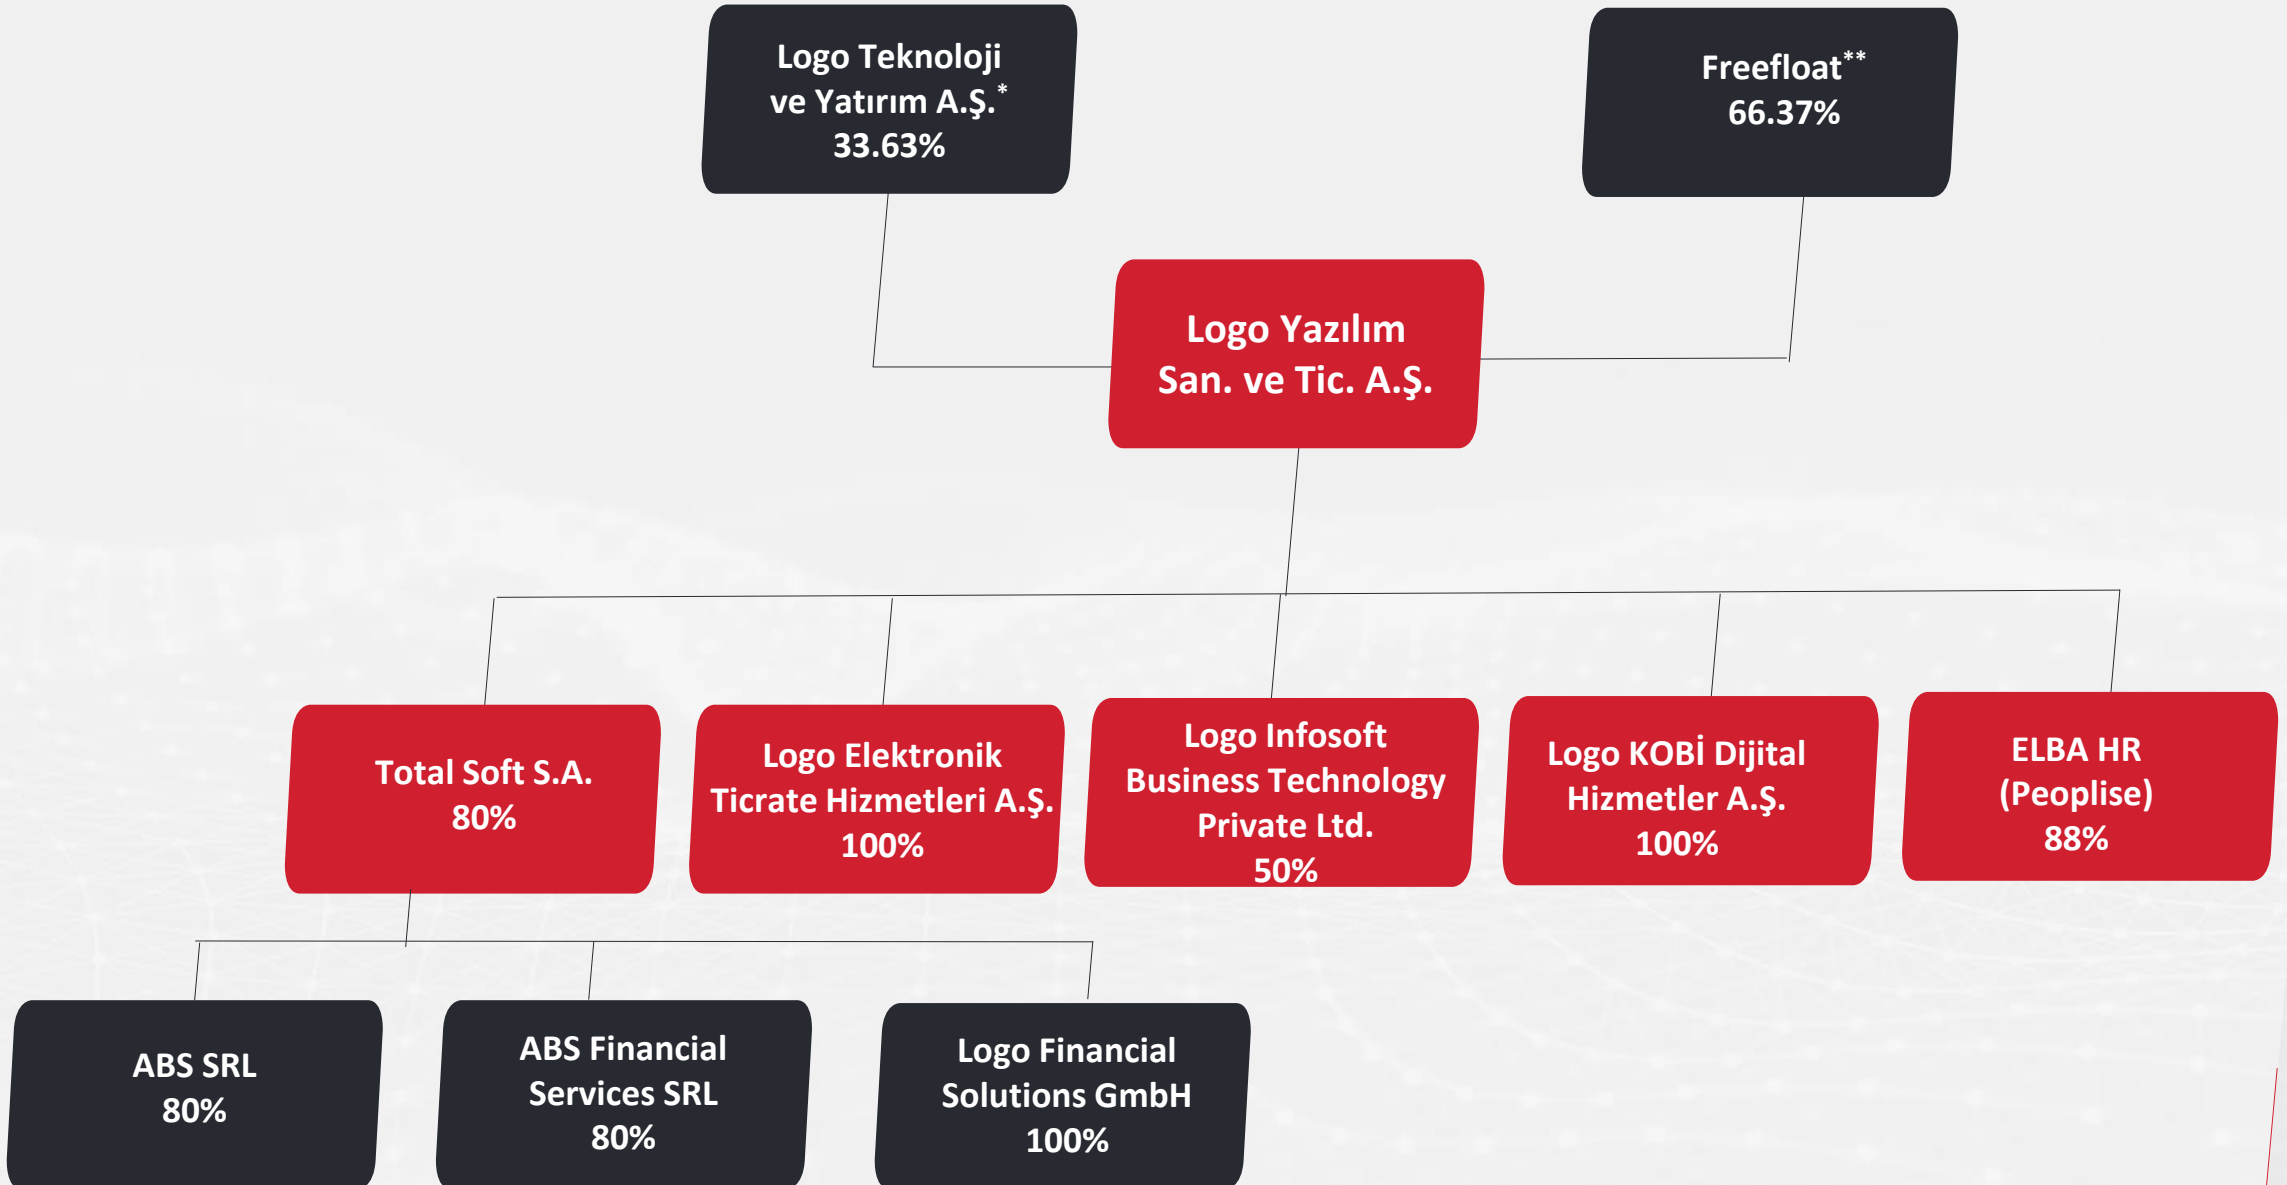 Logo Teknoloji
ve Yatırım A.Ş.*
33.63%
Freefloat**
66.37%
Logo Yazılım
San. ve Tic. A.Ş.
Total Soft S.A.
80%
Logo Elektronik
Ticrate Hizmetleri A.Ş.
100%
Logo Infosoft
Business Technology
Private Ltd.
50%
Logo KOBİ Dijital
Hizmetler A.Ş.
100%
ELBA HR
(Peoplise)
88%
ABS SRL
80%
ABS Financial
Services SRL
80%
Logo Financial
Solutions GmbH
100%